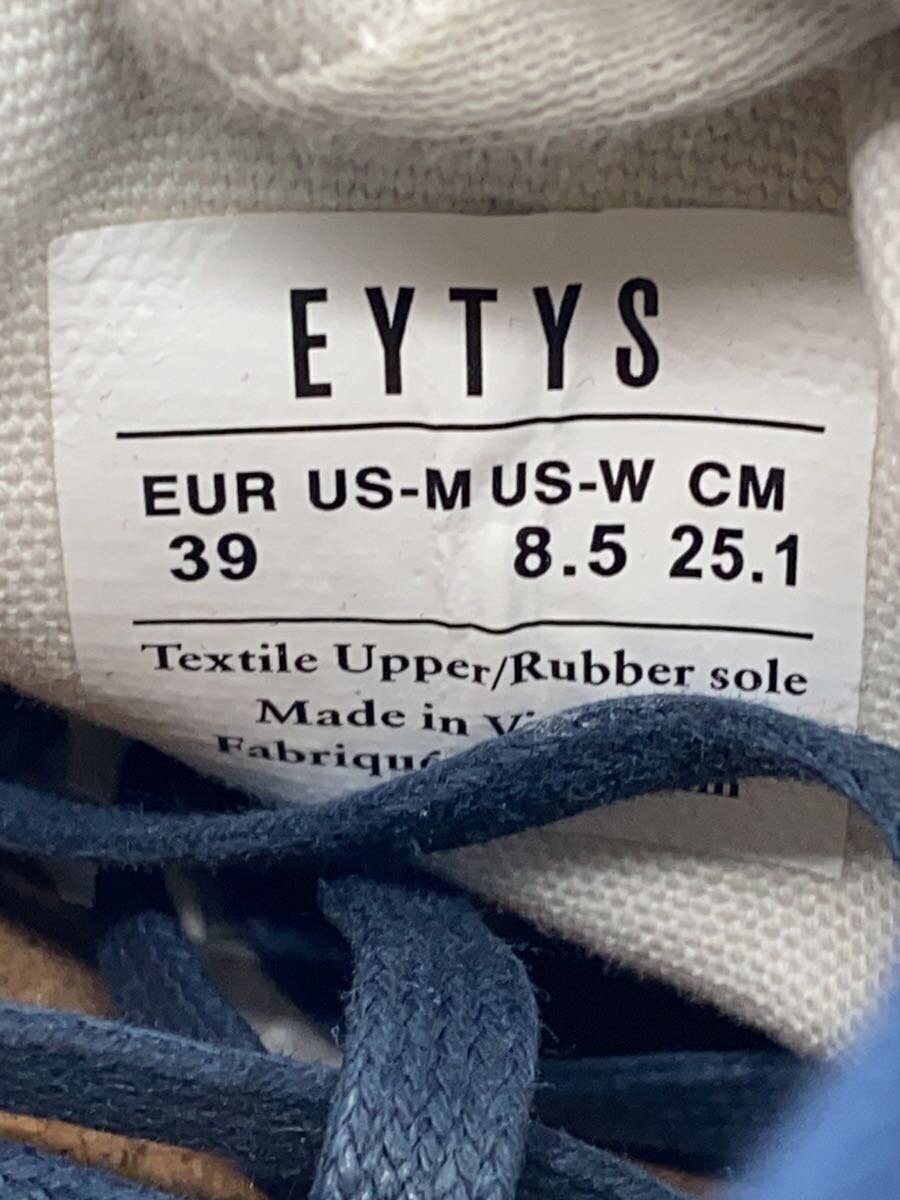 EYTYS
EUR US-M US-W CM
39 8.5 25.1
Textile Upper/Rubber sole
Made in